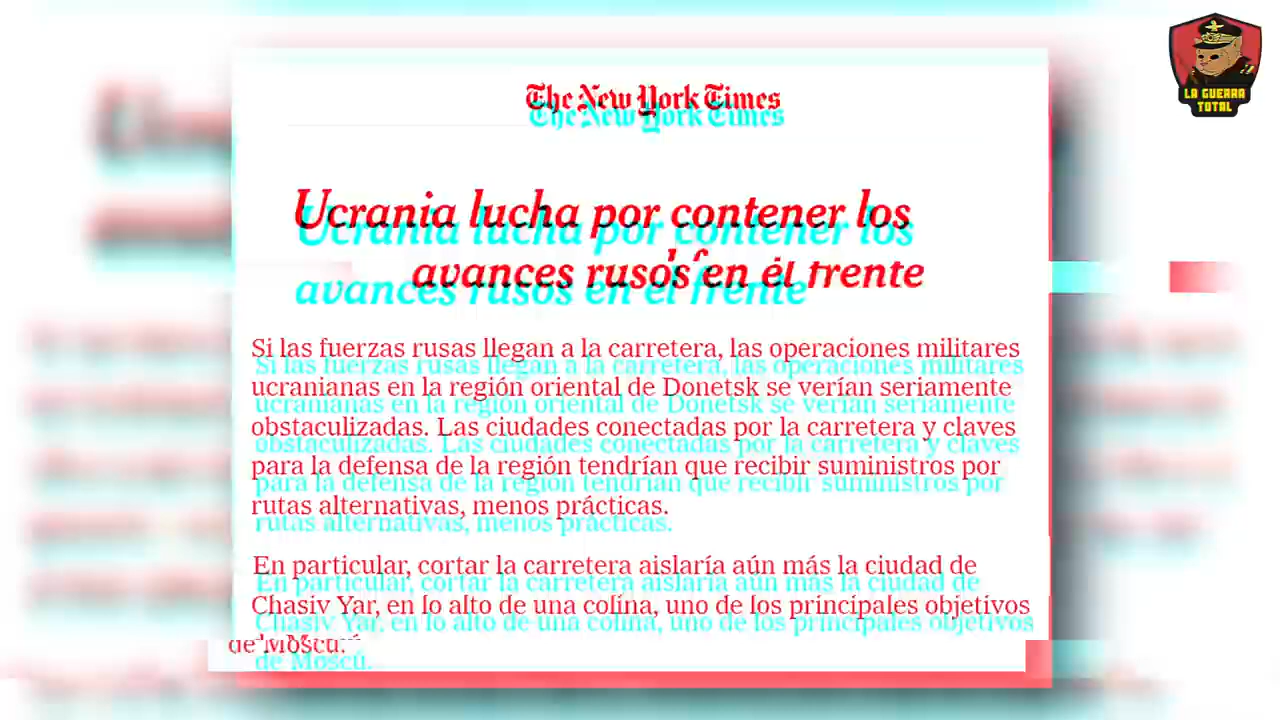 The New York Times
Ucrania lucha por contener los
avances rusos en el frente
Si las fuerzas rusas llegan a la carretera, las operaciones militares
ucranianas en la región oriental de Donetsk se verían seriamente
obstaculizadas. Las ciudades conectadas por la carretera y claves
para la defensa de la región tendrían que recibir suministros por
rutas alternativas, menos prácticas.
En particular, cortar la carretera aislaría aún más la ciudad de
Chasiv Yar, en lo alto de una colina, uno de los principales objetivos
de Moscú.
LA GUERRA
TOTAL